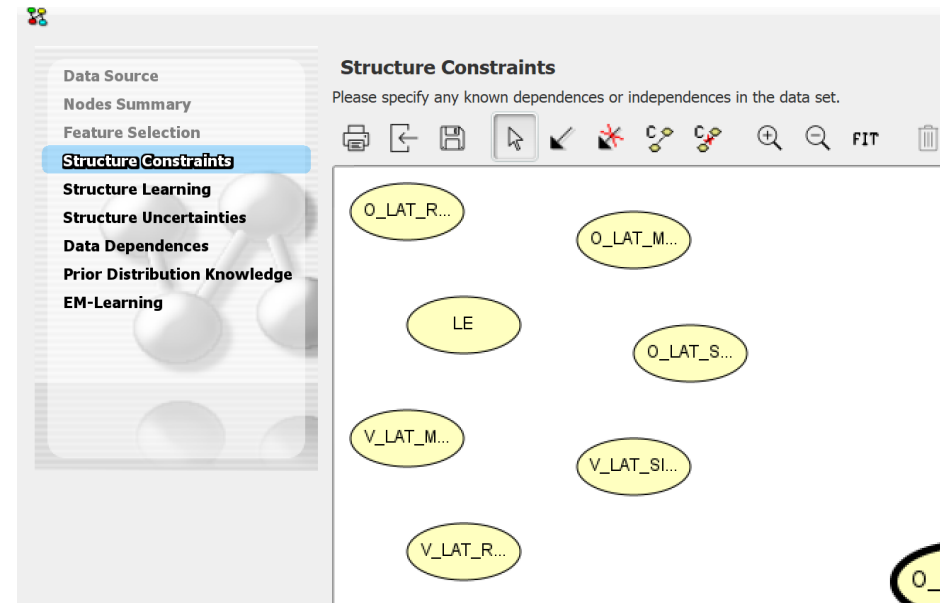 Data Source
Nodes Summary
Feature Selection
Structure Constraints
Structure Learning
Structure Uncertainties
Data Dependences
Prior Distribution Knowledge
EM-Learning
Structure Constraints
Please specify any known dependences or independences in the data set.
C C FIT
O_LAT_R...
O_LAT_M...
LE
O_LAT_S...
V_LAT_M...
V_LAT_SI...
V_LAT_R...
O_